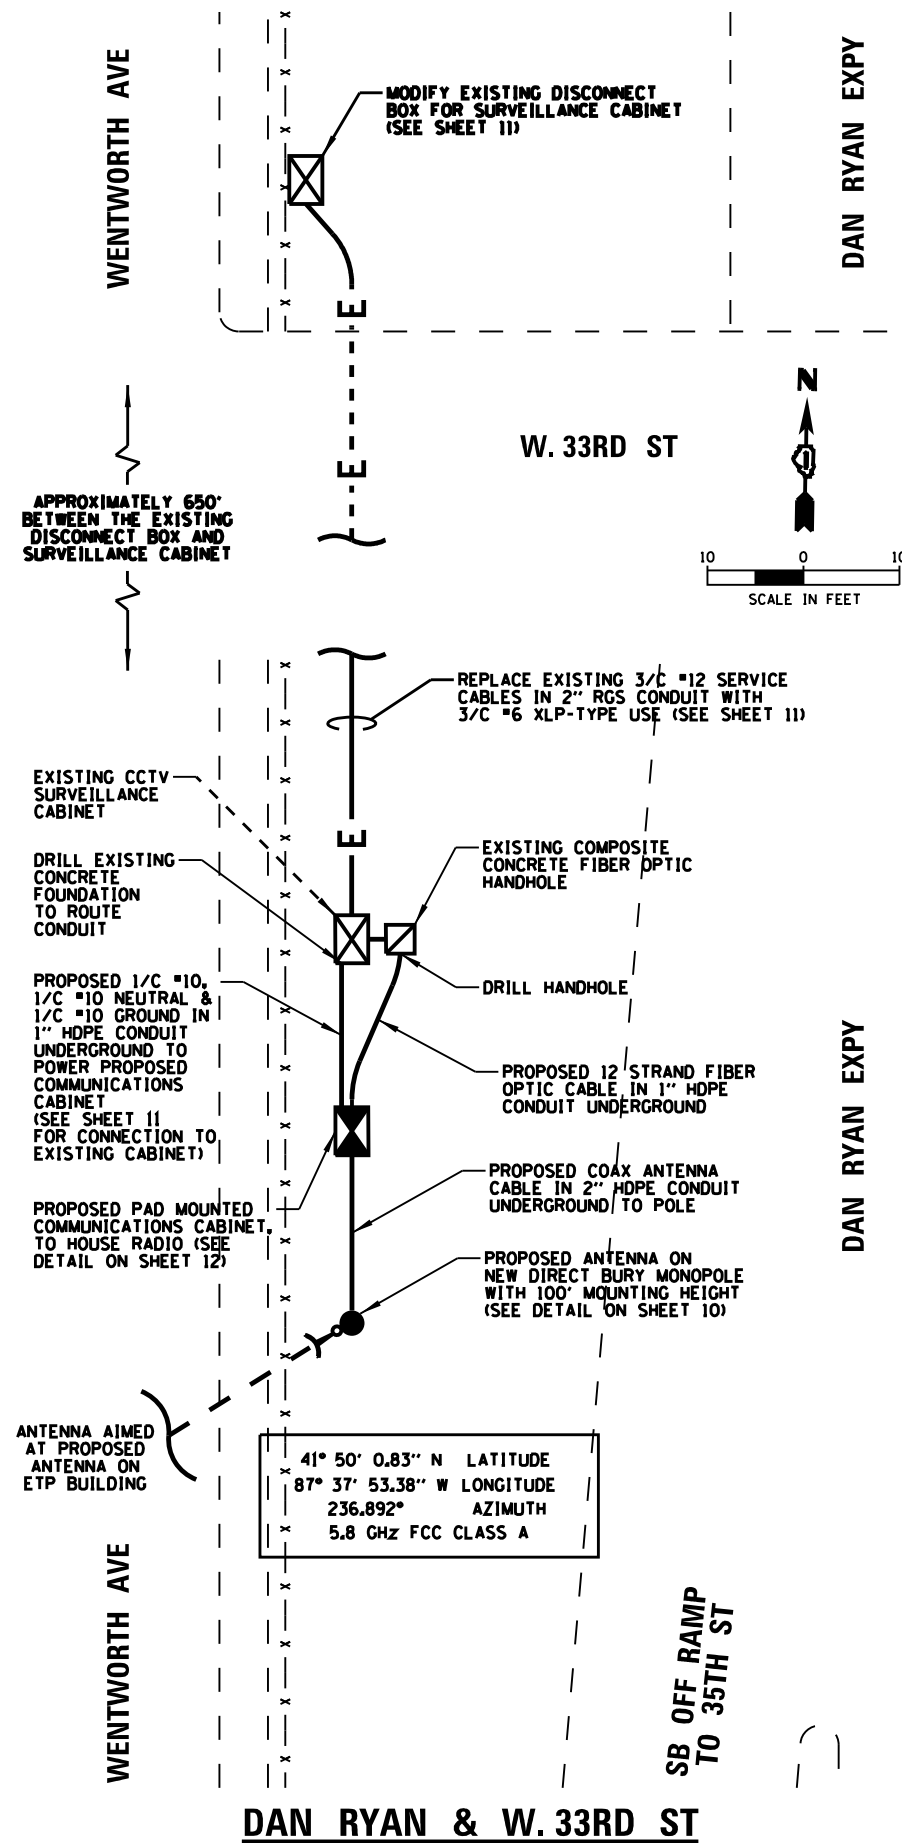 WENTWORTH AVE
MODIFY EXISTING DISCONNECT
BOX FOR SURVEILLANCE CABINET
(SEE SHEET 11)
DAN RYAN EXPY
E
N
W. 33RD ST
E
APPROXIMATELY 650'
BETWEEN THE EXISTING
DISCONNECT BOX AND
SURVEILLANCE CABINET
10 0 10
SCALE IN FEET
REPLACE EXISTING 3/C #12 SERVICE
CABLES IN 2" RGS CONDUIT WITH
3/C #6 XLP-TYPE USE (SEE SHEET 11)
EXISTING CCTV
SURVEILLANCE
CABINET
E
DRILL EXISTING
CONCRETE
FOUNDATION
TO ROUTE
CONDUIT
EXISTING COMPOSITE
CONCRETE FIBER OPTIC
HANDHOLE
DRILL HANDHOLE
PROPOSED 1/C #10,
1/C #10 NEUTRAL &
1/C #10 GROUND IN
1" HDPE CONDUIT
UNDERGROUND TO
POWER PROPOSED
COMMUNICATIONS
CABINET
(SEE SHEET 11
FOR CONNECTION TO
EXISTING CABINET)
PROPOSED 12 STRAND FIBER
OPTIC CABLE IN 1" HDPE
CONDUIT UNDERGROUND
DAN RYAN EXPY
PROPOSED COAX ANTENNA
CABLE IN 2" HDPE CONDUIT
UNDERGROUND TO POLE
PROPOSED PAD MOUNTED
COMMUNICATIONS CABINET,
TO HOUSE RADIO (SEE
DETAIL ON SHEET 12)
PROPOSED ANTENNA ON
NEW DIRECT BURY MONOPOLE
WITH 100' MOUNTING HEIGHT
(SEE DETAIL ON SHEET 10)
ANTENNA AIMED
AT PROPOSED
ANTENNA ON
ETP BUILDING
41° 50' 0.83" N LATITUDE
87° 37' 53.38" W LONGITUDE
236.892° AZIMUTH
5.8 GHz FCC CLASS A
WENTWORTH AVE
SB OFF RAMP
TO 35TH ST
DAN RYAN & W. 33RD ST